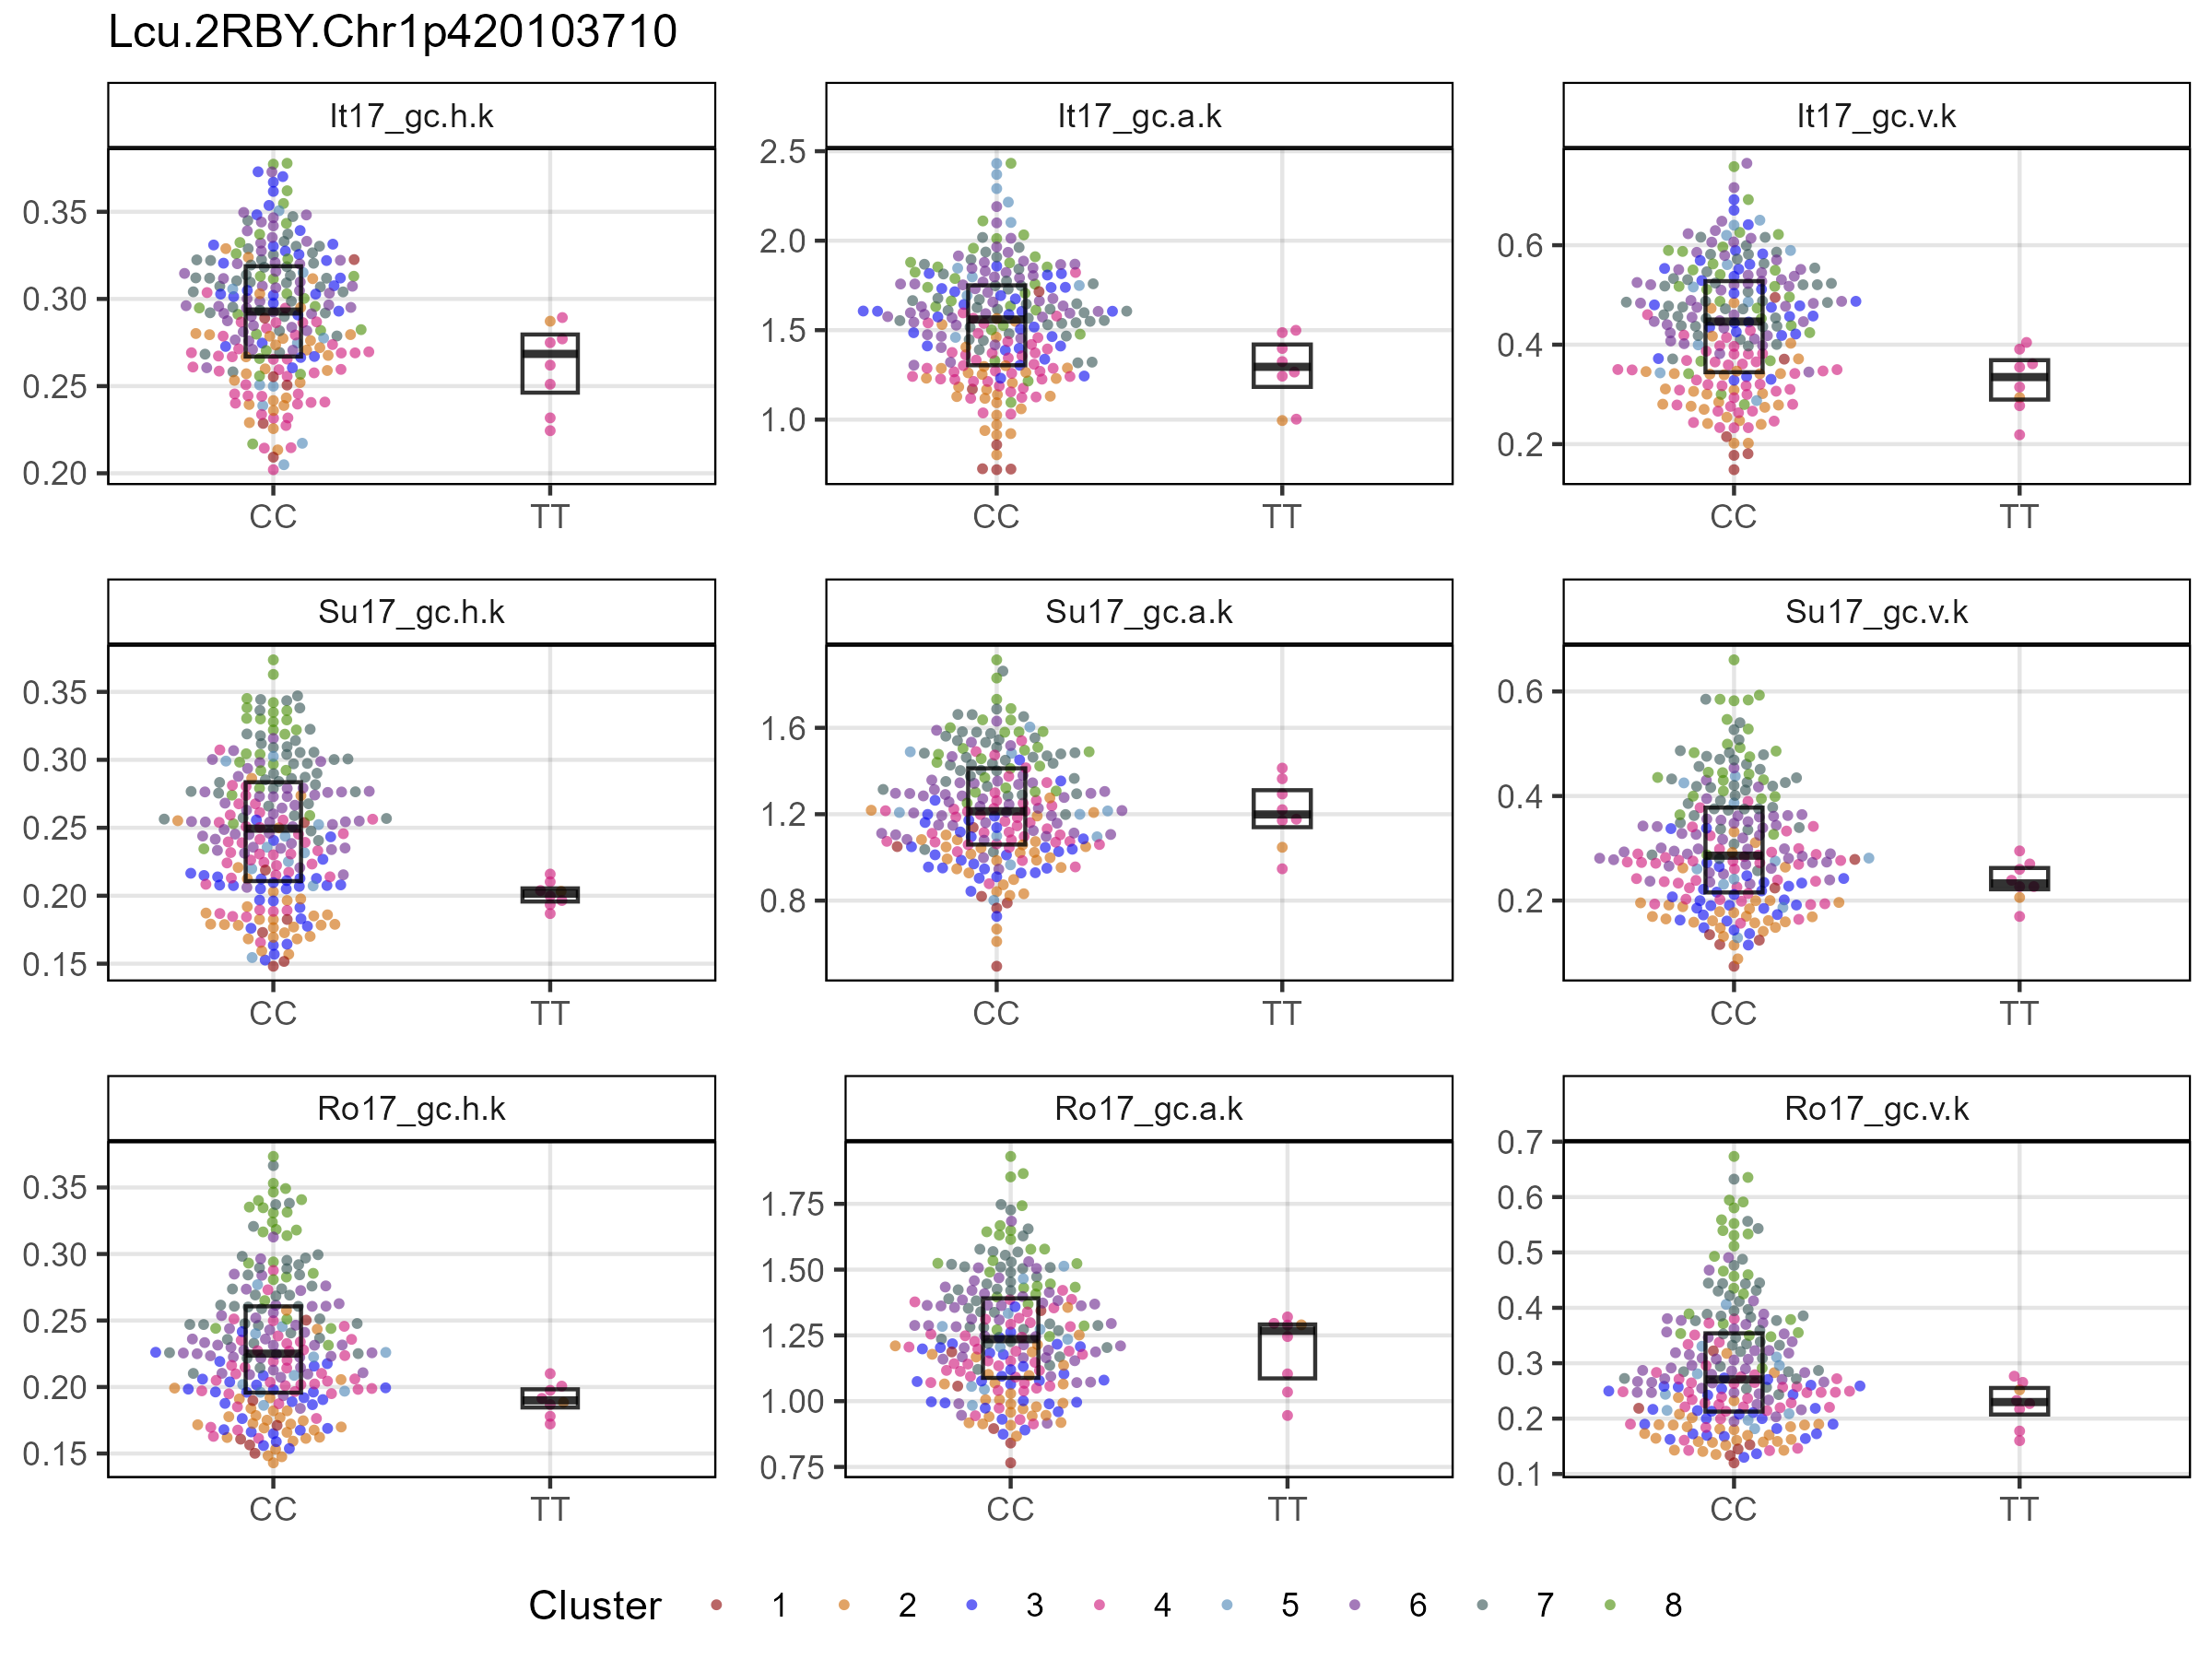 Lcu.2RBY.Chr1p420103710
It17_gc.h.k It17_gc.a.k It17_gc.v.k
0.35 0.30 0.25 0.20
2.5 2.0 1.5 1.0
0.6 0.4 0.2
CC TT CC TT CC TT
Su17_gc.h.k Su17_gc.a.k Su17_gc.v.k
0.35 0.30 0.25 0.20 0.15
1.6 1.2 0.8
0.6 0.4 0.2
CC TT CC TT CC TT
Ro17_gc.h.k Ro17_gc.a.k Ro17_gc.v.k
0.35 0.30 0.25 0.20 0.15
1.75 1.50 1.25 1.00 0.75
0.7 0.6 0.5 0.4 0.3 0.2 0.1
CC TT CC TT CC TT
Cluster 1 2 3 4 5 6 7 8